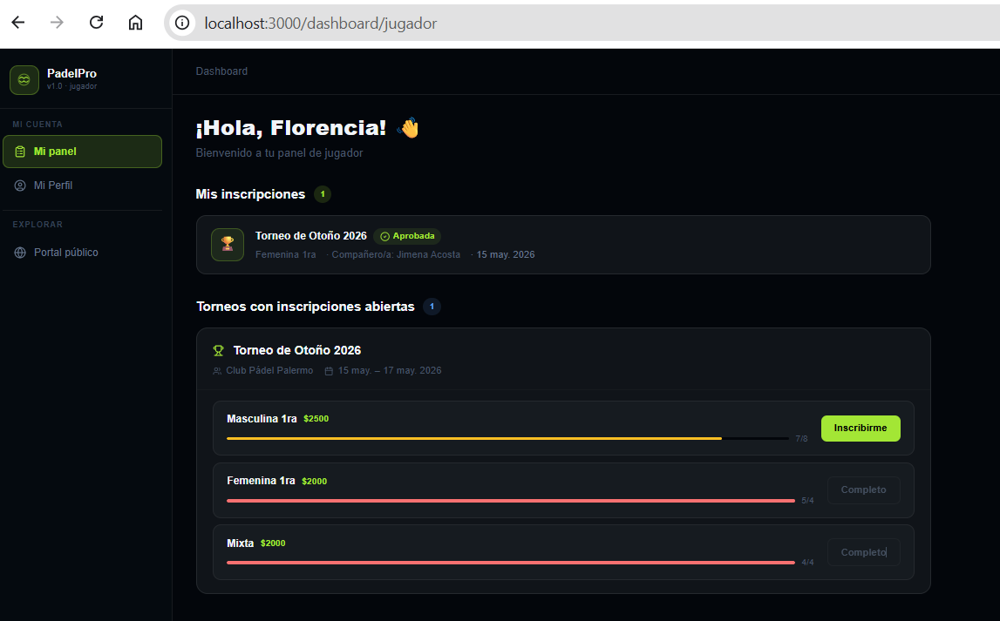 localhost:3000/dashboard/jugador
PadelPro
v1.0 · jugador
MI CUENTA
Mi panel
Mi Perfil
EXPLORAR
Portal público
Dashboard
¡Hola, Florencia! 👋
Bienvenido a tu panel de jugador
Mis inscripciones 1
Torneo de Otoño 2026 Aprobada
Femenina 1ra · Compañero/a: Jimena Acosta · 15 may. 2026
Torneos con inscripciones abiertas 1
Torneo de Otoño 2026
Club Pádel Palermo 15 may. – 17 may. 2026
Masculina 1ra $2500
7/8
Inscribirme
Femenina 1ra $2000
5/4
Completo
Mixta $2000
4/4
Completo